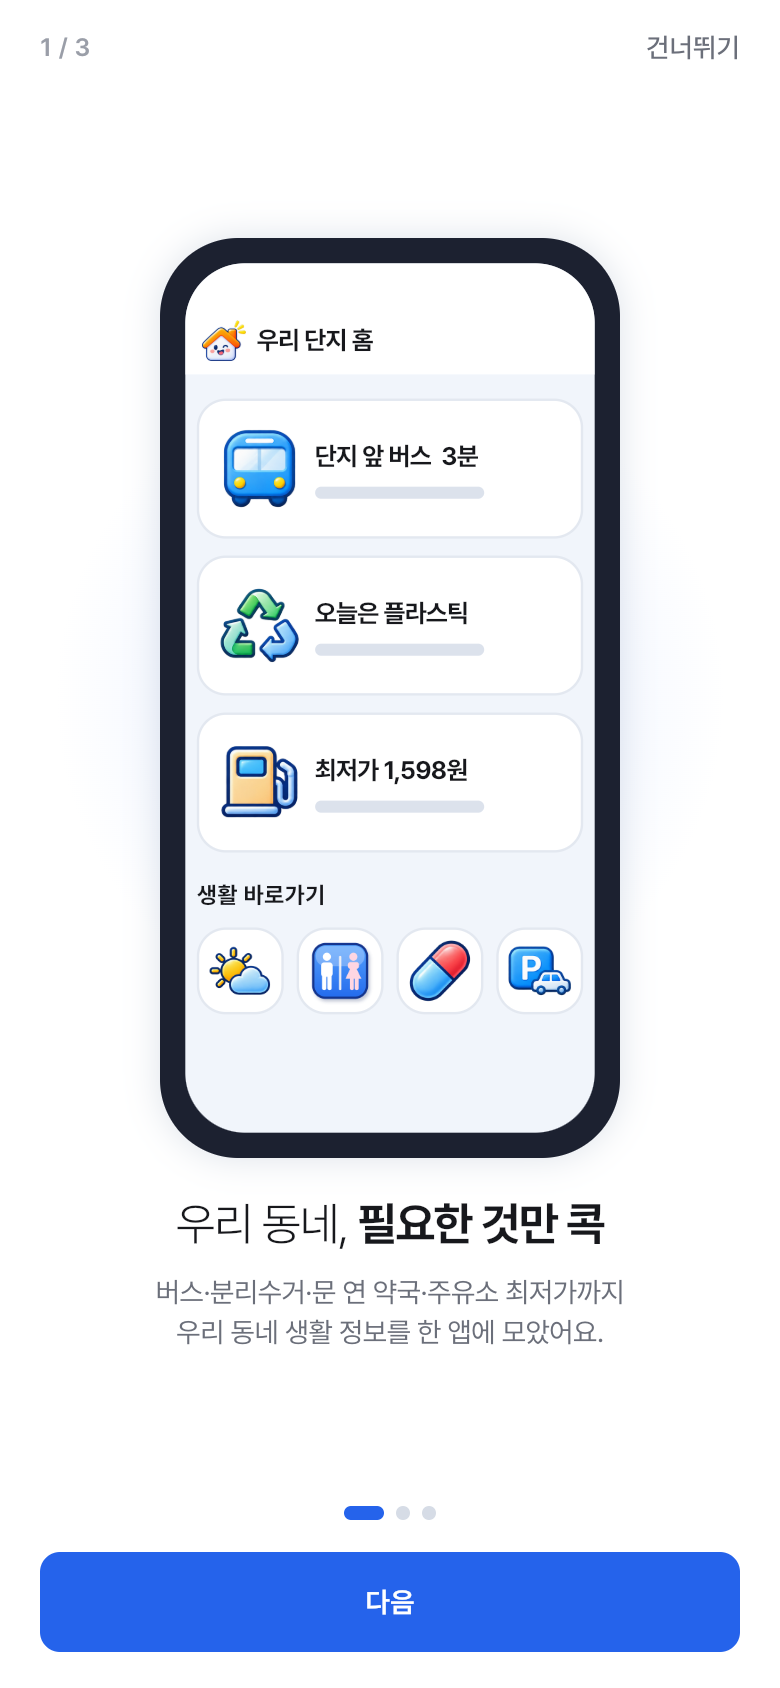 1 / 3
건너뛰기
우리 단지 홈
단지 앞 버스 3분
오늘은 플라스틱
최저가 1,598원
생활 바로가기
P
우리 동네, 필요한 것만 콕
버스·분리수거·문 연 약국·주유소 최저가까지
우리 동네 생활 정보를 한 앱에 모았어요.
다음